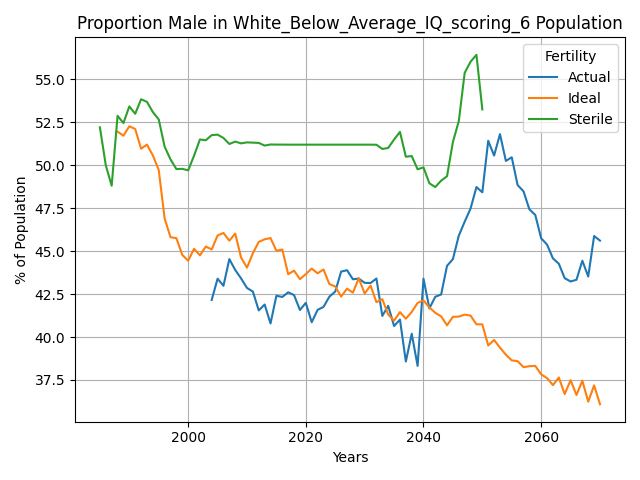 Proportion Male in White_Below_Average_IQ_scoring_6 Population
Fertility
Actual
Ideal
Sterile
% of Population
55.0
52.5
50.0
47.5
45.0
42.5
40.0
37.5
2000
2020
2040
2060
Years